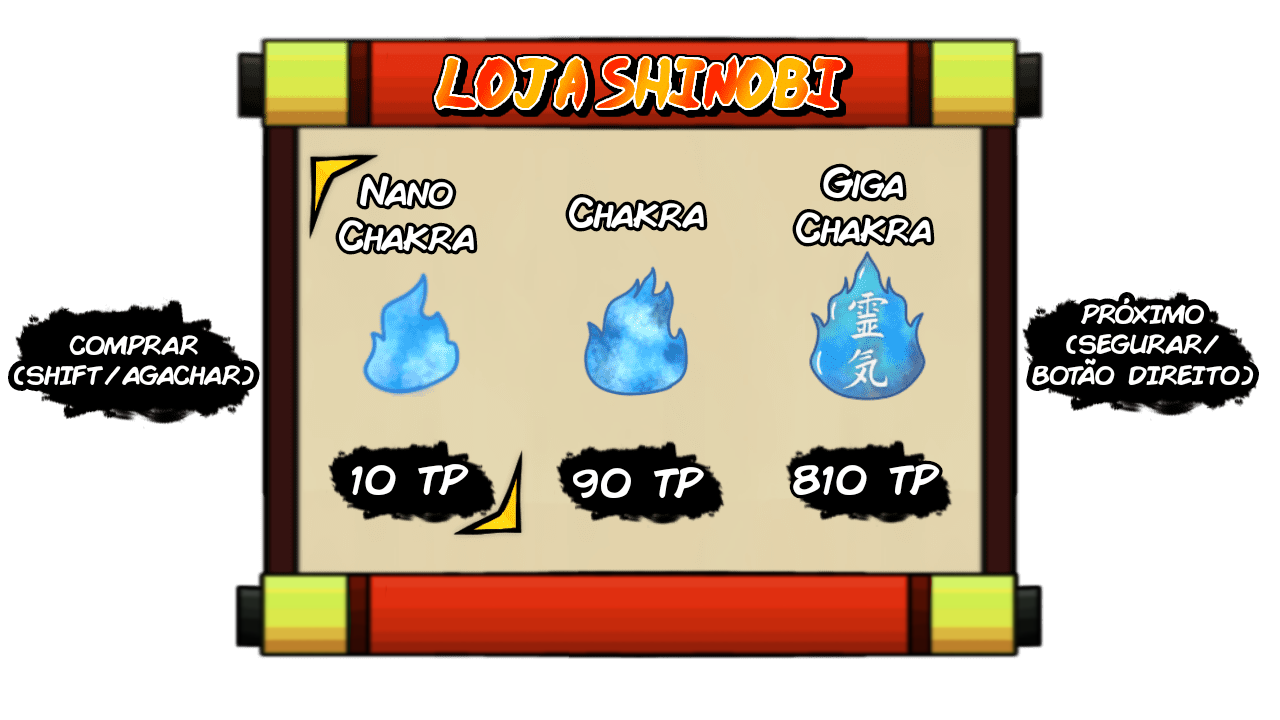 LOJA SHINOBI
NANO
CHAKRA
CHAKRA
GIGA
CHAKRA
霊
気
COMPRAR
(SHIFT/AGACHAR)
PRÓXIMO
(SEGURAR/
BOTÃO DIREITO)
10 TP
90 TP
810 TP